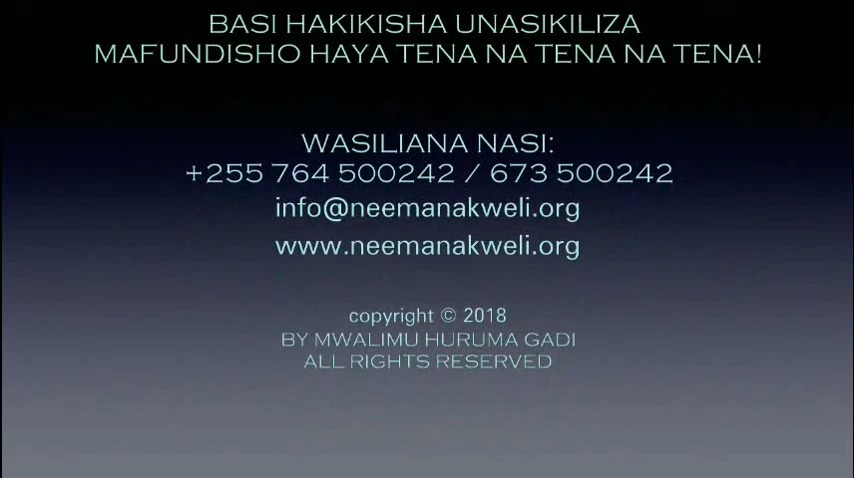 BASI HAKIKISHA UNASIKILIZA
MAFUNDISHO HAYA TENA NA TENA NA TENA!
WASILIANA NASI:
+255 764 500242 / 673 500242
info@neemanakweli.org
www.neemanakweli.org
copyright © 2018
BY MWALIMU HURUMA GADI
ALL RIGHTS RESERVED